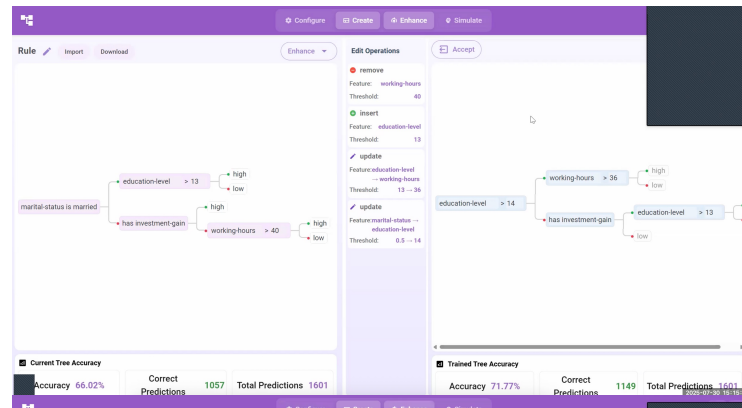 Configure Create Enhance Simulate
Rule Import Download Enhance
Edit Operations
Accept
remove
Feature: working-hours
Threshold: 40
insert
Feature: education-level
Threshold: 13
update
Feature:education-level
→ working-hours
Threshold: 13 → 36
update
Feature:marital-status →
education-level
Threshold: 0.5 → 14
marital-status is married
education-level > 13
high
low
has investment-gain
high
working-hours > 40
high
low
education-level > 14
working-hours > 36
high
low
has investment-gain
education-level > 13
low
Current Tree Accuracy
Accuracy 66.02%
Correct
Predictions
1057
Total Predictions 1601
Trained Tree Accuracy
Accuracy 71.77%
Correct
Predictions
1149
Total Predictions 1601